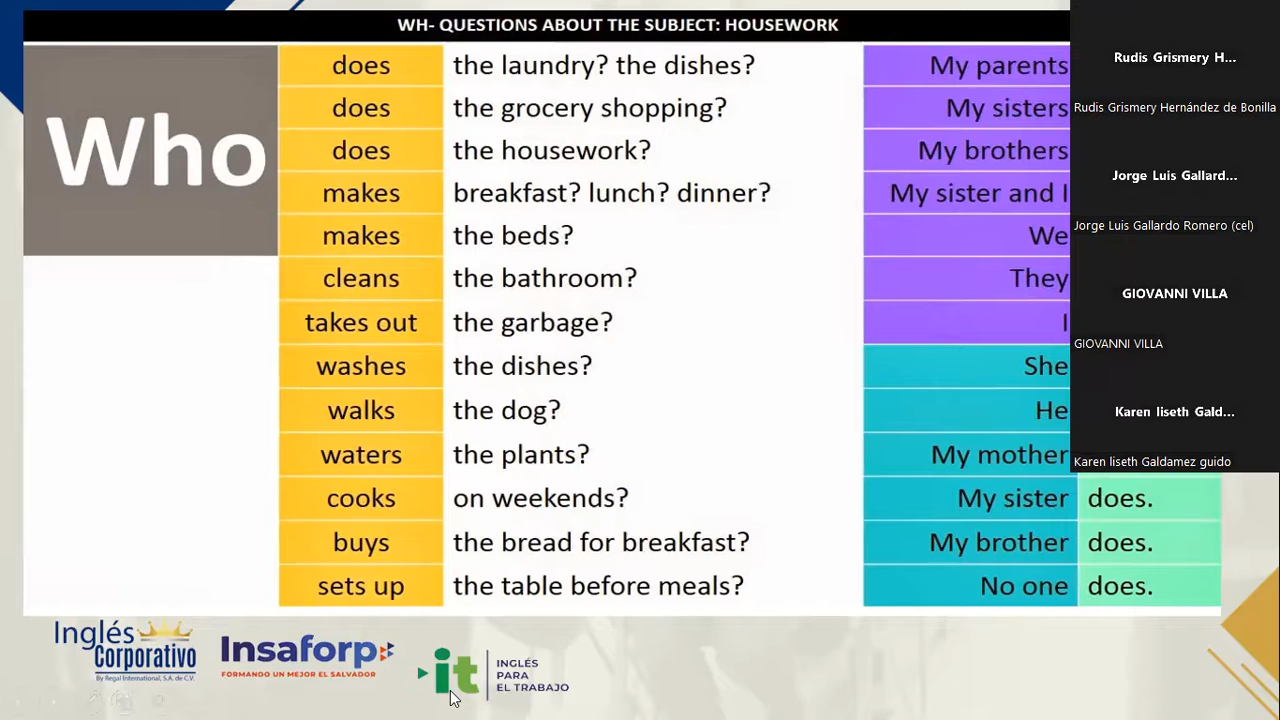 WH- QUESTIONS ABOUT THE SUBJECT: HOUSEWORK
Who
does the laundry? the dishes? My parents
does the grocery shopping? My sisters
does the housework? My brothers
makes breakfast? lunch? dinner? My sister and I
makes the beds? We
cleans the bathroom? They
takes out the garbage? I
washes the dishes? She
walks the dog? He
waters the plants? My mother
cooks on weekends? My sister does.
buys the bread for breakfast? My brother does.
sets up the table before meals? No one does.
Rudis Grismery H...
Rudis Grismery Hernández de Bonilla
Jorge Luis Gallard...
Jorge Luis Gallardo Romero (cel)
GIOVANNI VILLA
GIOVANNI VILLA
Karen liseth Gald...
Karen liseth Galdamez guido
Inglés
Corporativo
By Regal International, S.A. de C.V.
Insaforp
FORMANDO UN MEJOR EL SALVADOR
it
INGLÉS
PARA
EL TRABAJO